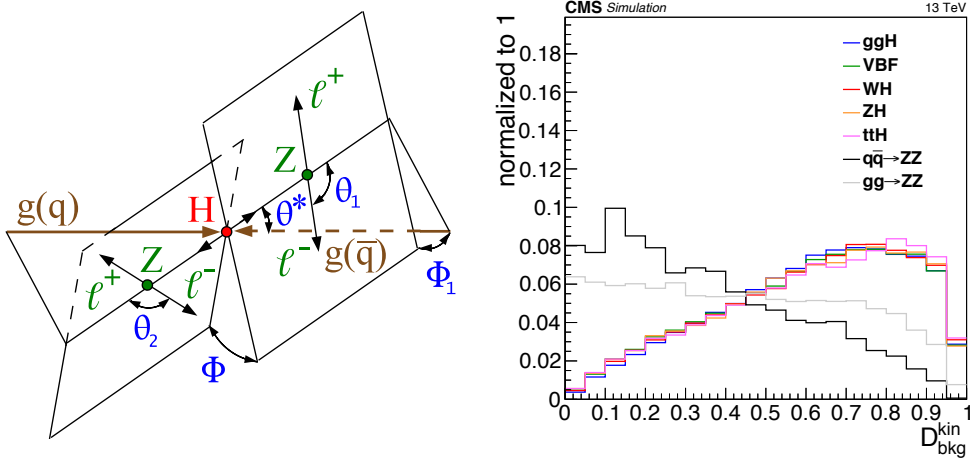 ℓ⁺
Z
θ₁
H
θ*
g(q)
ℓ⁻
g(q̄)
Φ₁
ℓ⁺
Z
ℓ⁻
θ₂
Φ
CMS Simulation
13 TeV
normalized to 1
0.18
0.16
0.14
0.12
0.1
0.08
0.06
0.04
0.02
0
ggH
VBF
WH
ZH
ttH
qq̄→ZZ
gg→ZZ
0 0.1 0.2 0.3 0.4 0.5 0.6 0.7 0.8 0.9 1
D^kin_bkg